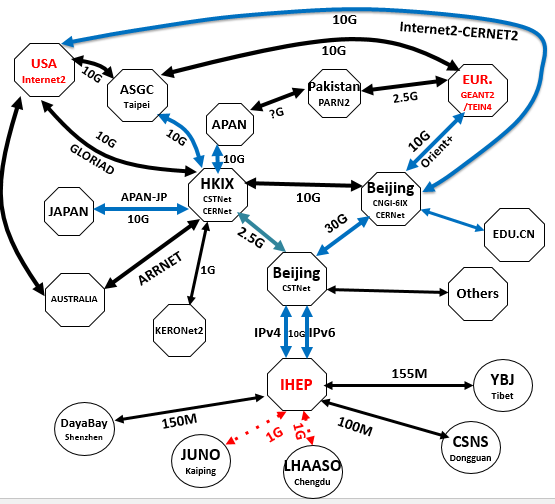 10G
Internet2-CERNET2
USA
Internet2
10G
10G
ASGC
Taipei
Pakistan
PARN2
2.5G
EUR.
GEANT2
/TEIN4
?G
APAN
10G
10G
GLORIAD
10G
10G
Orient+
HKIX
CSTNet
CERNet
10G
Beijing
CNGI-6IX
CERNet
JAPAN
APAN-JP
10G
EDU.CN
2.5G
30G
ARRNET
1G
AUSTRALIA
KERONet2
Beijing
CSTNet
Others
IPv4
10G
IPv6
IHEP
155M
YBJ
Tibet
DayaBay
Shenzhen
150M
1G
1G
100M
JUNO
Kaiping
LHAASO
Chengdu
CSNS
Dongguan